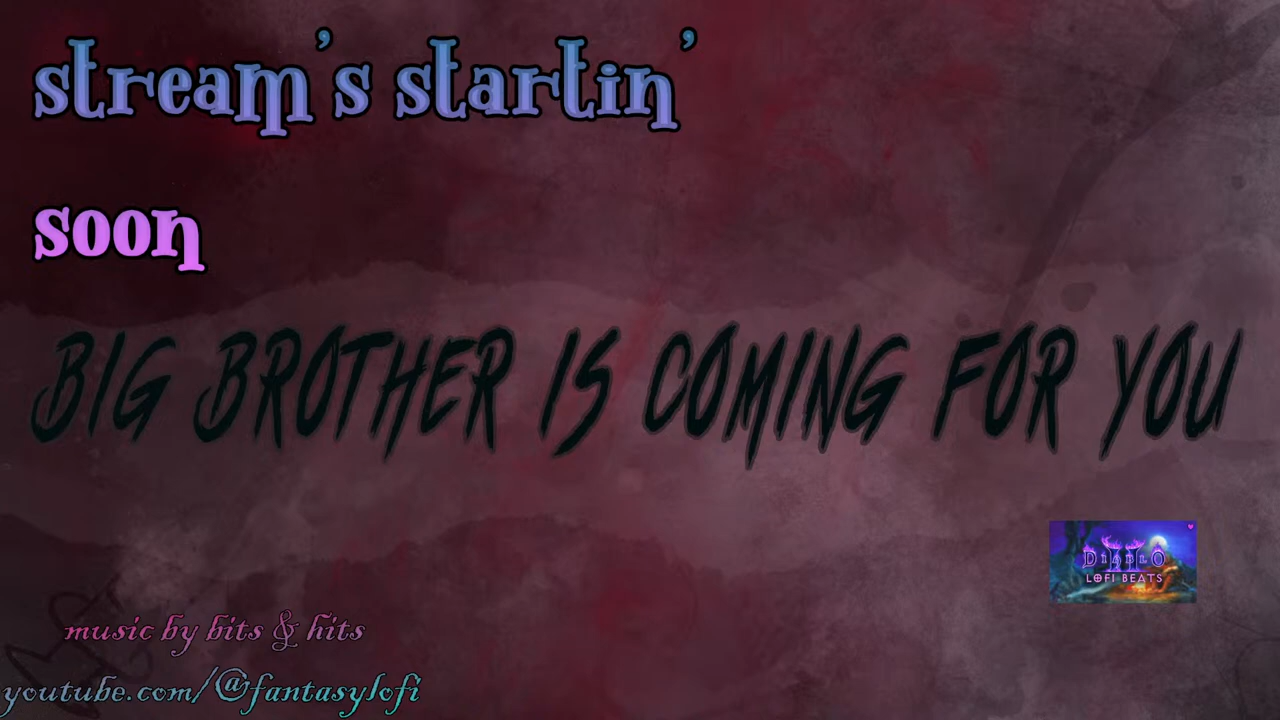 stream's startin'
soon
BIG BROTHER IS COMING FOR YOU
DIABLO
II
LOFI BEATS
music by bits & hits
youtube.com/@fantasylofi